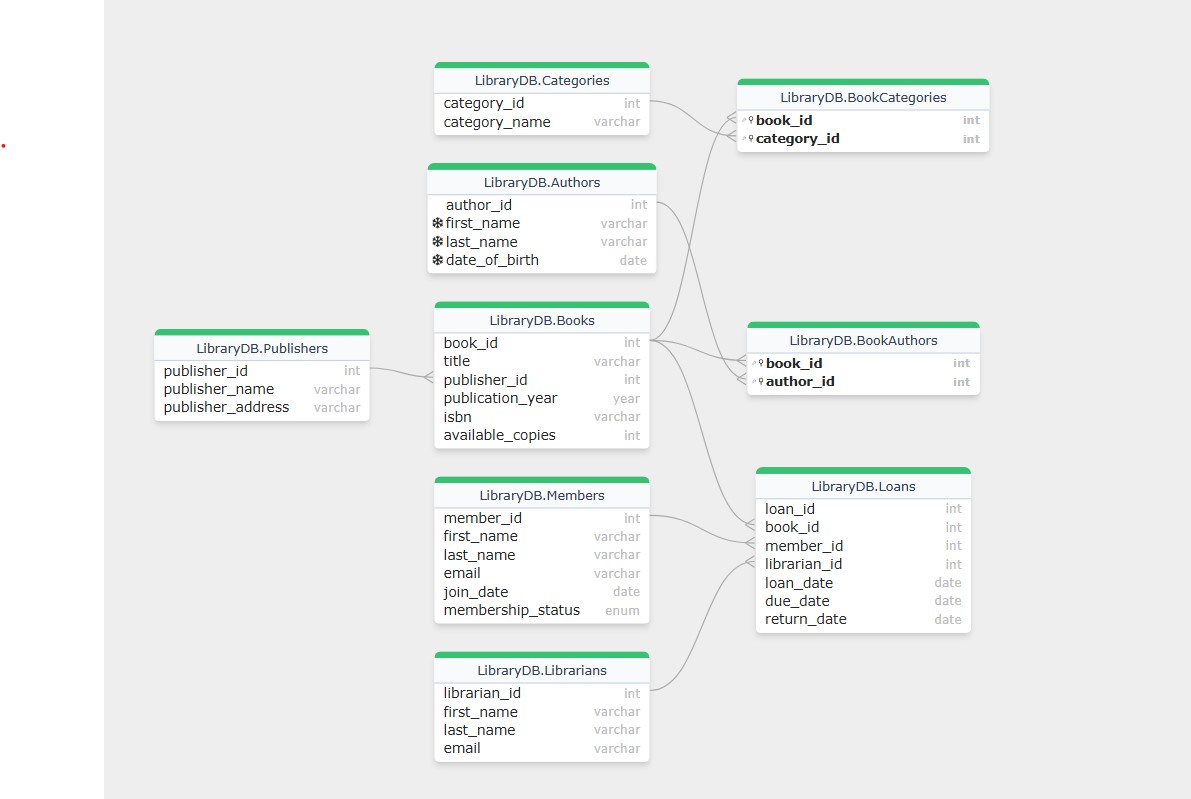 LibraryDB.Categories
category_id int
category_name varchar
LibraryDB.BookCategories
book_id int
category_id int
LibraryDB.Authors
author_id int
first_name varchar
last_name varchar
date_of_birth date
LibraryDB.Books
book_id int
title varchar
publisher_id int
publication_year year
isbn varchar
available_copies int
LibraryDB.Publishers
publisher_id int
publisher_name varchar
publisher_address varchar
LibraryDB.BookAuthors
book_id int
author_id int
LibraryDB.Members
member_id int
first_name varchar
last_name varchar
email varchar
join_date date
membership_status enum
LibraryDB.Loans
loan_id int
book_id int
member_id int
librarian_id int
loan_date date
due_date date
return_date date
LibraryDB.Librarians
librarian_id int
first_name varchar
last_name varchar
email varchar